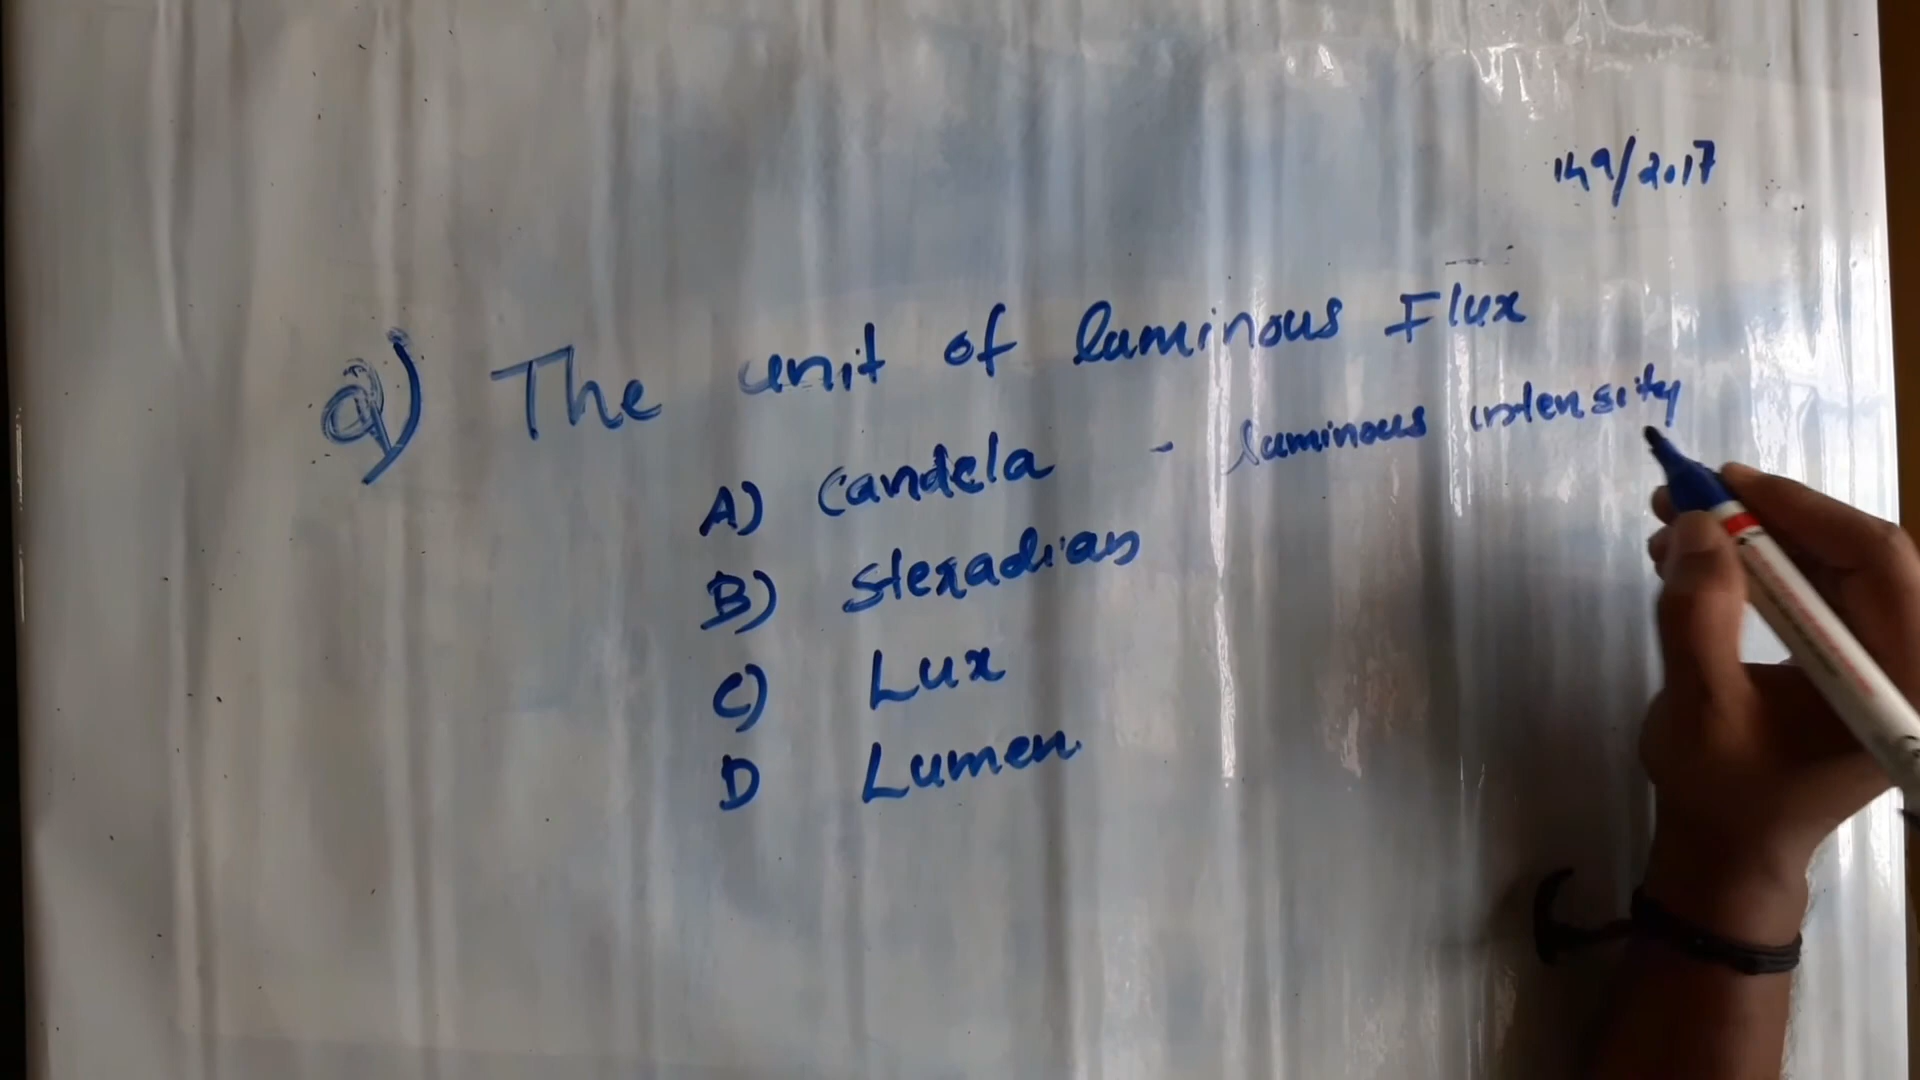 149/2017
Q) The unit of luminous Flux
A) Candela - luminous intensity
B) Steradian
C) Lux
D Lumen